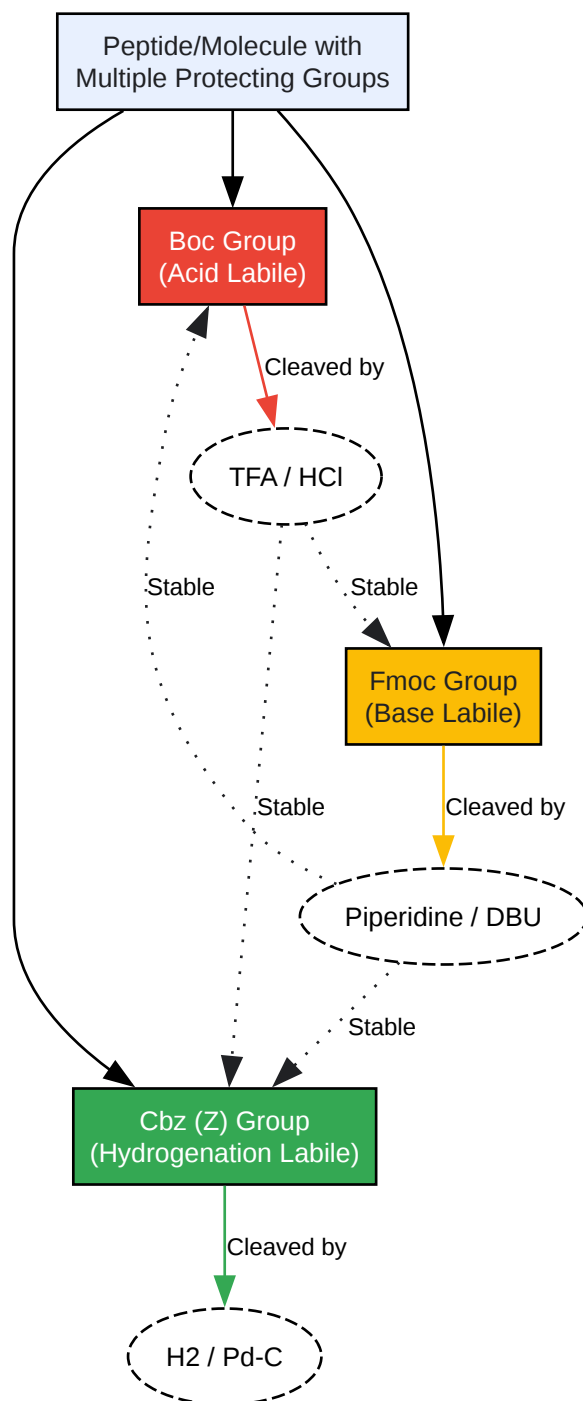 Peptide/Molecule with
Multiple Protecting Groups
Boc Group
(Acid Labile)
Cleaved by
TFA / HCl
Stable
Stable
Fmoc Group
(Base Labile)
Stable
Cleaved by
Piperidine / DBU
Stable
Cbz (Z) Group
(Hydrogenation Labile)
Cleaved by
H2 / Pd-C